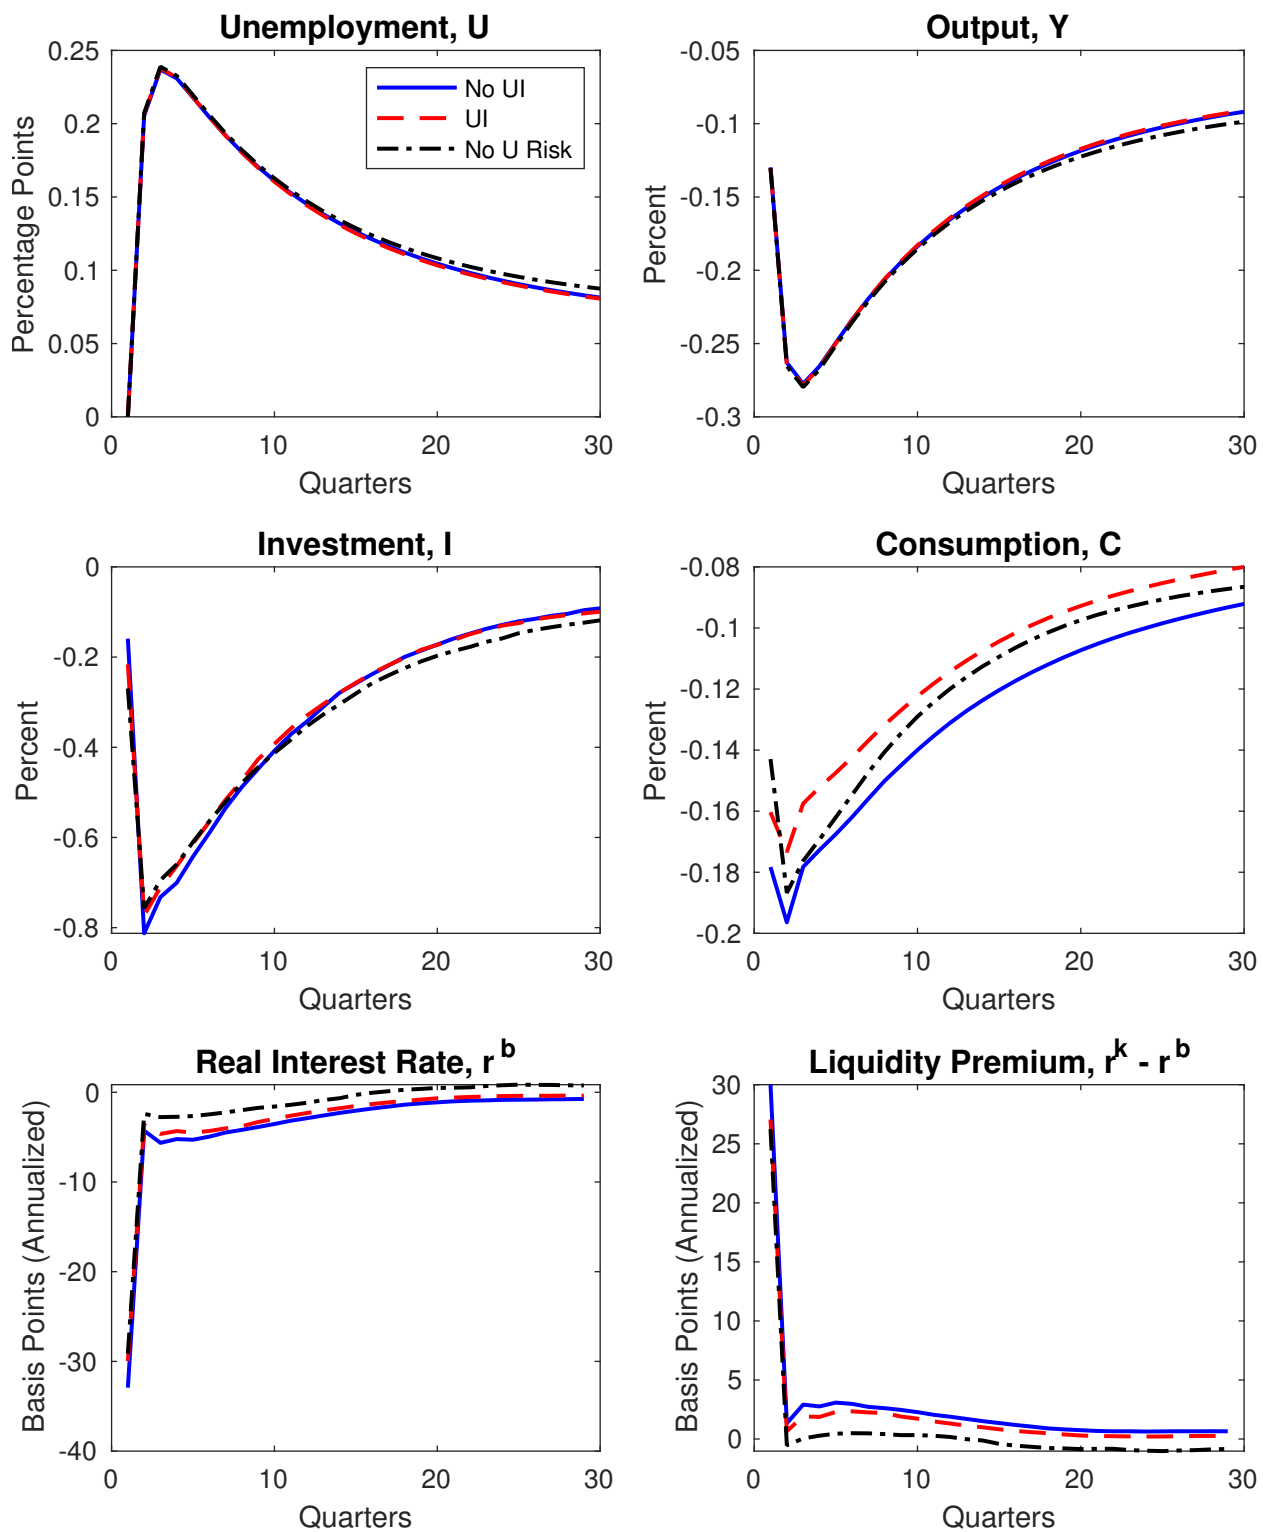 Unemployment, U
0.25
0.2
0.15
0.1
0.05
0
Percentage Points
No UI
UI
No U Risk
0 10 20 30
Quarters
Output, Y
-0.05
-0.1
-0.15
-0.2
-0.25
-0.3
Percent
0 10 20 30
Quarters
Investment, I
0
-0.2
-0.4
-0.6
-0.8
Percent
0 10 20 30
Quarters
Consumption, C
-0.08
-0.1
-0.12
-0.14
-0.16
-0.18
-0.2
Percent
0 10 20 30
Quarters
Real Interest Rate, r^b
0
-10
-20
-30
-40
Basis Points (Annualized)
0 10 20 30
Quarters
Liquidity Premium, r^k - r^b
30
25
20
15
10
5
0
Basis Points (Annualized)
0 10 20 30
Quarters